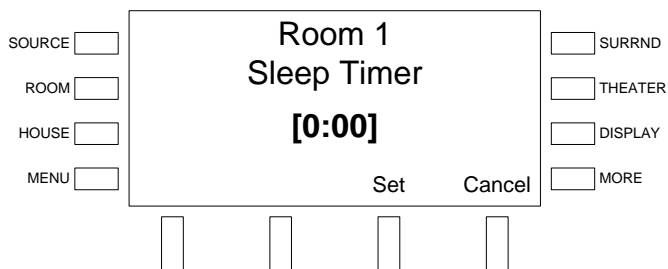 Room 1
SOURCE
SURRND
Sleep Timer
ROOM
THEATER
[0:00]
HOUSE
DISPLAY
MENU
Set Cancel
MORE